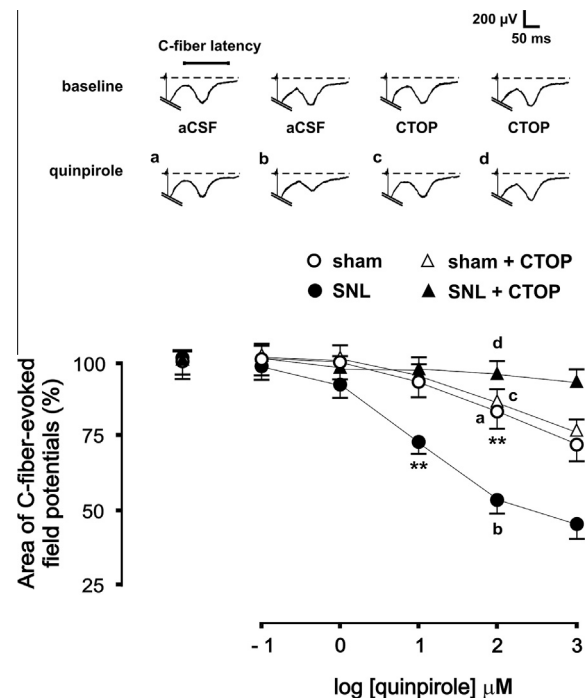 200 µV
50 ms
C-fiber latency
baseline
aCSF aCSF CTOP CTOP
a b c d
quinpirole
sham sham + CTOP
SNL SNL + CTOP
Area of C-fiber-evoked
field potentials (%)
100
75
50
25
d
c
a
**
**
b
- 1 0 1 2 3
log [quinpirole] µM